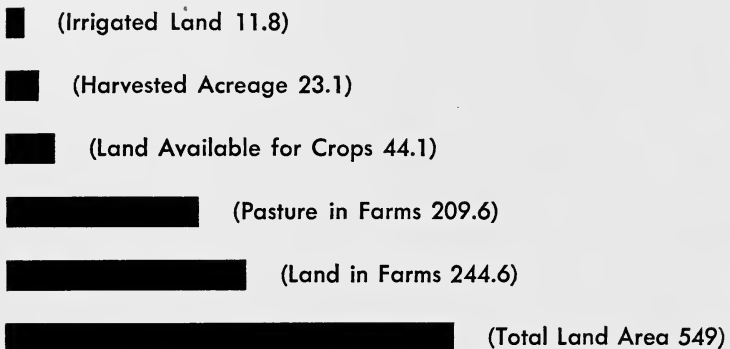 (Irrigated Land 11.8)
(Harvested Acreage 23.1)
(Land Available for Crops 44.1)
(Pasture in Farms 209.6)
(Land in Farms 244.6)
(Total Land Area 549)